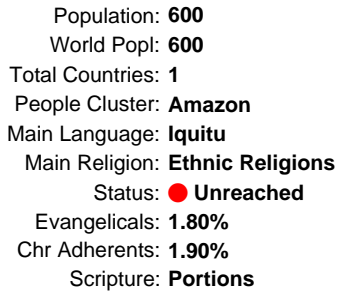 Population: 600
World Popl: 600
Total Countries: 1
People Cluster: Amazon
Main Language: Iquitu
Main Religion: Ethnic Religions
Status: Unreached
Evangelicals: 1.80%
Chr Adherents: 1.90%
Scripture: Portions